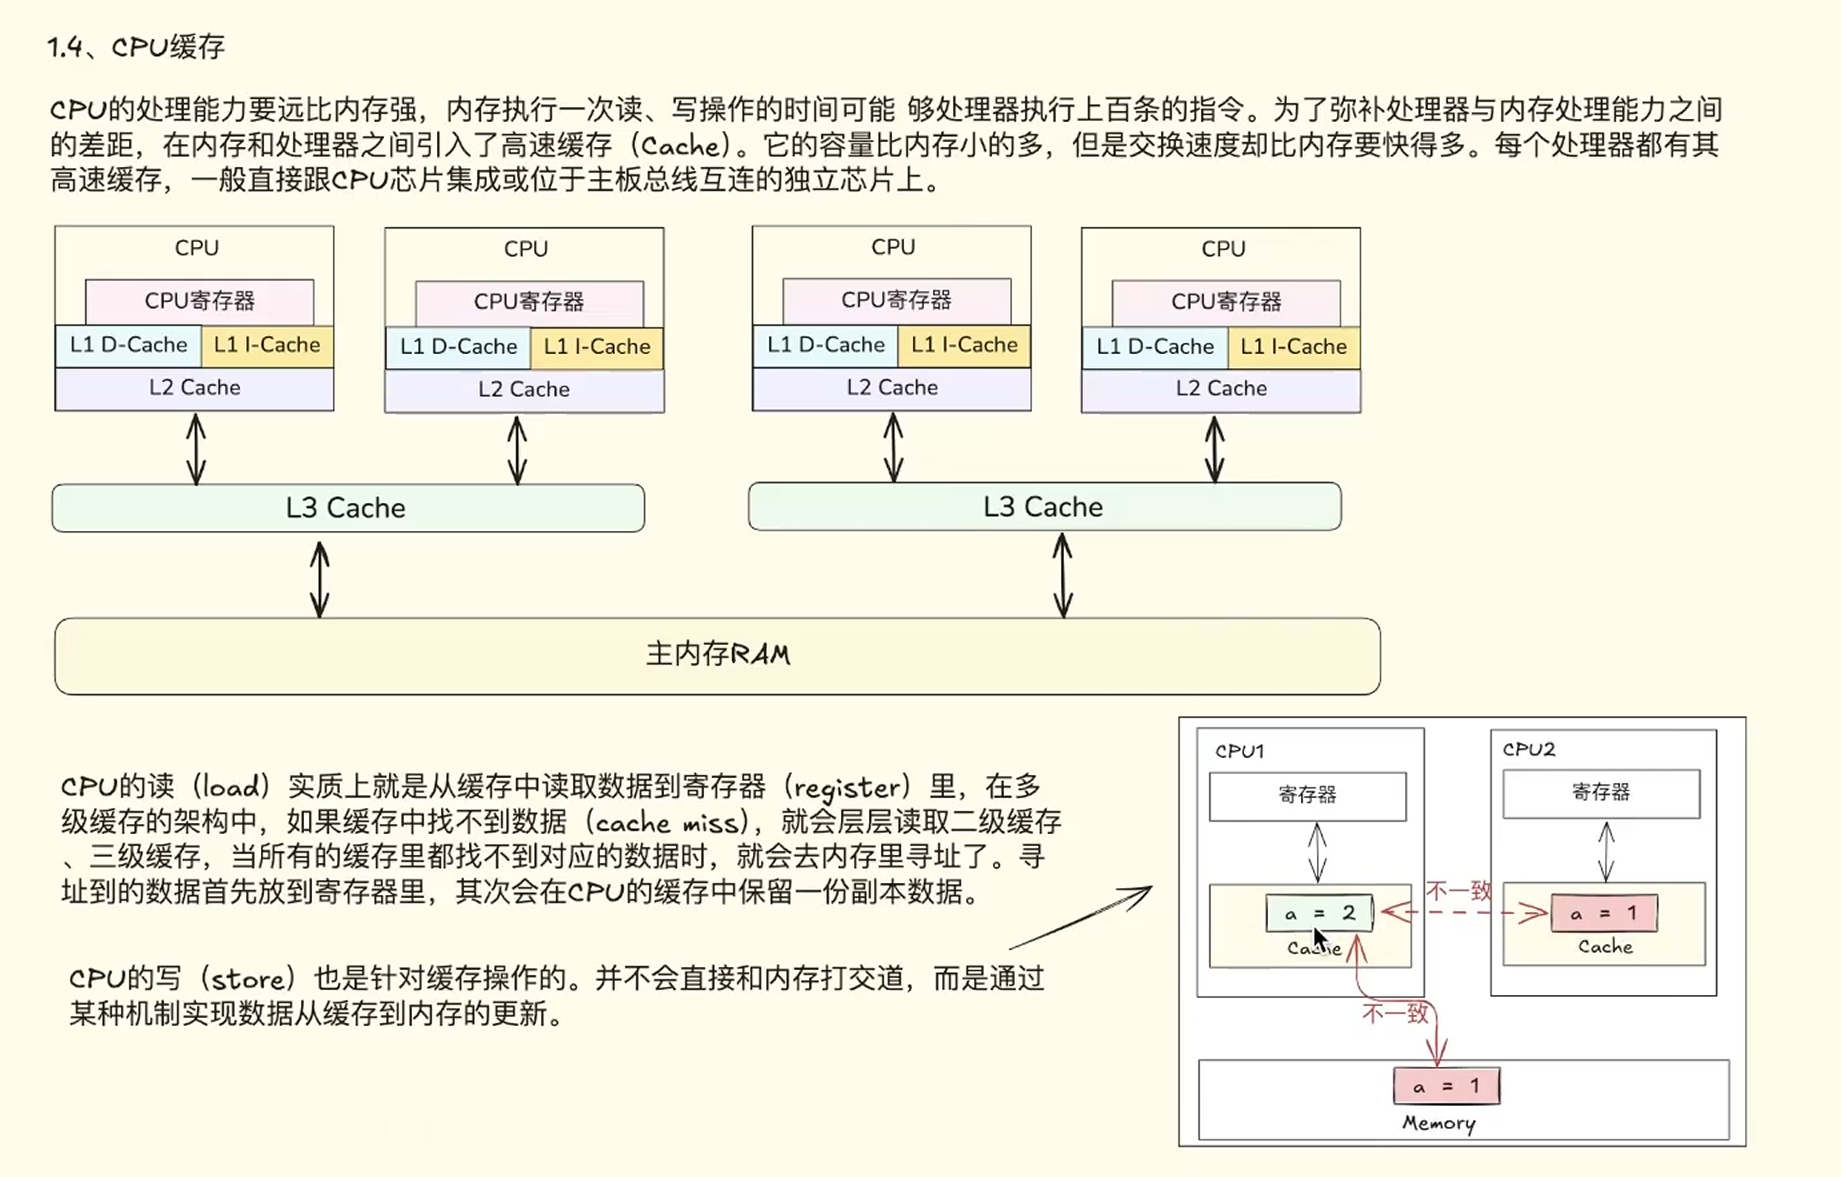 1.4、CPU缓存
CPU的处理能力要远比内存强，内存执行一次读、写操作的时间可能 够处理器执行上百条的指令。为了弥补处理器与内存处理能力之间
的差距，在内存和处理器之间引入了高速缓存（Cache）。它的容量比内存小的多，但是交换速度却比内存要快得多。每个处理器都有其
高速缓存，一般直接跟CPU芯片集成或位于主板总线互连的独立芯片上。
CPU
CPU寄存器
L1 D-Cache
L1 I-Cache
L2 Cache
CPU
CPU寄存器
L1 D-Cache
L1 I-Cache
L2 Cache
CPU
CPU寄存器
L1 D-Cache
L1 I-Cache
L2 Cache
CPU
CPU寄存器
L1 D-Cache
L1 I-Cache
L2 Cache
L3 Cache
L3 Cache
主内存RAM
CPU的读（load）实质上就是从缓存中读取数据到寄存器（register）里，在多
级缓存的架构中，如果缓存中找不到数据（cache miss），就会层层读取二级缓存
、三级缓存，当所有的缓存里都找不到对应的数据时，就会去内存里寻址了。寻
址到的数据首先放到寄存器里，其次会在CPU的缓存中保留一份副本数据。
CPU的写（store）也是针对缓存操作的。并不会直接和内存打交道，而是通过
某种机制实现数据从缓存到内存的更新。
CPU1
寄存器
a = 2
Cache
CPU2
寄存器
a = 1
Cache
不一致
不一致
a = 1
Memory